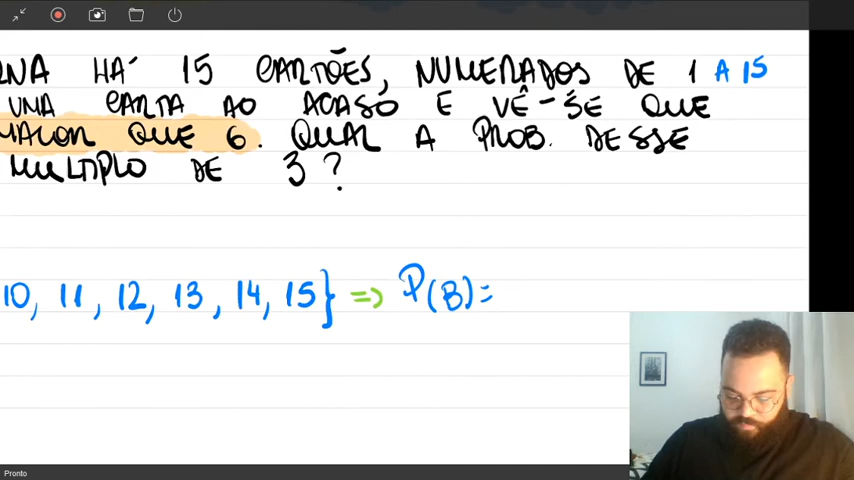 RNA HÁ 15 CARTÕES, NUMERADOS DE 1 A 15
UMA CARTA AO ACASO E VÊ-SE QUE
MAIOR QUE 6. QUAL A PROB. DESSE
MULTIPLO DE 3?
10, 11, 12, 13, 14, 15} => P(B)=
Pronto